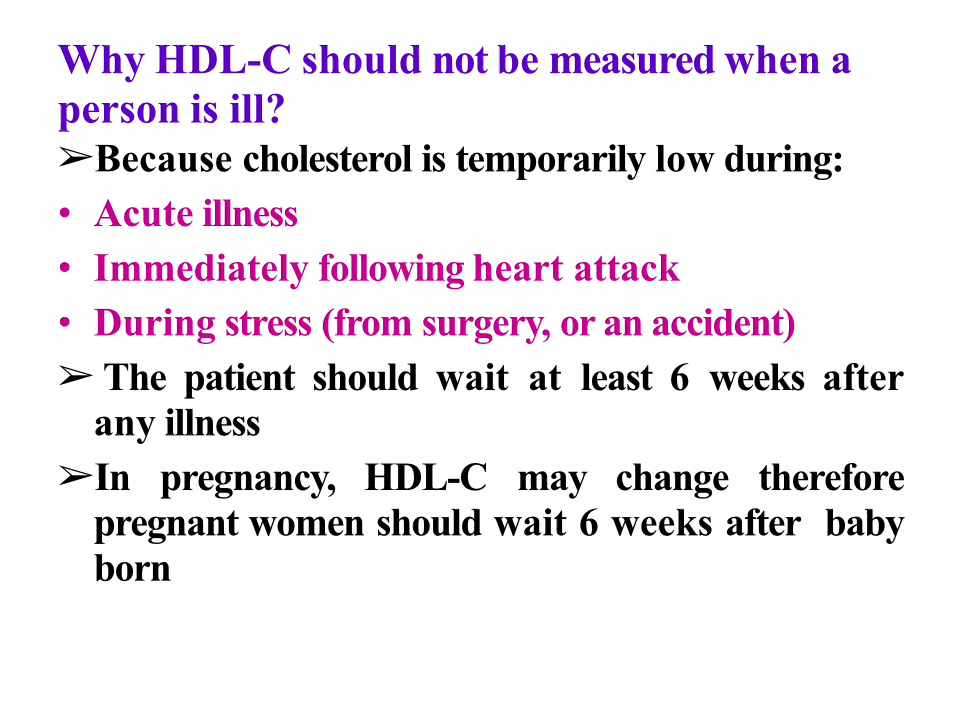 Why HDL-C should not be measured when a
person is ill?
➢Because cholesterol is temporarily low during:
• Acute illness
• Immediately following heart attack
• During stress (from surgery, or an accident)
➢ The patient should wait at least 6 weeks after
any illness
➢In pregnancy, HDL-C may change therefore
pregnant women should wait 6 weeks after baby
born